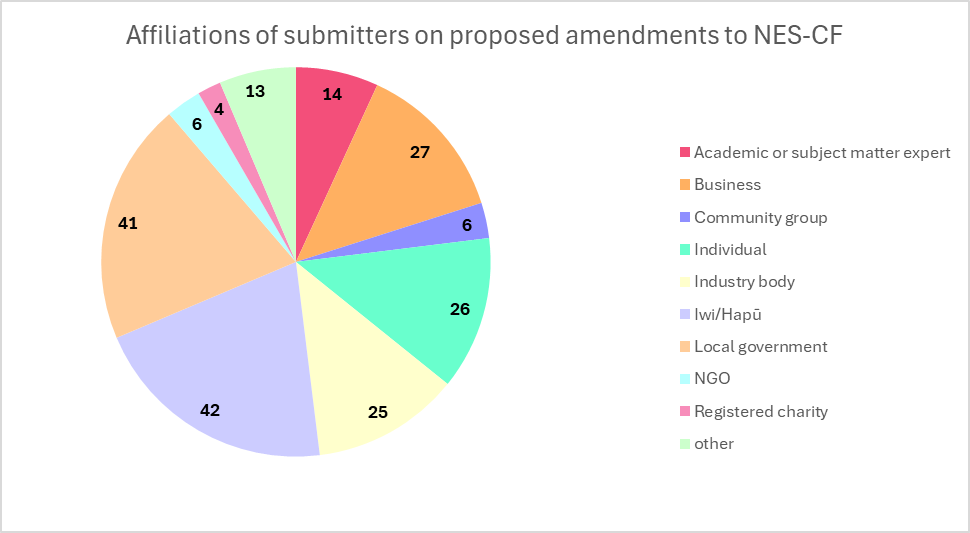 Affiliations of submitters on proposed amendments to NES-CF
14
27
6
26
25
42
41
6
4
13
Academic or subject matter expert
Business
Community group
Individual
Industry body
Iwi/Hapū
Local government
NGO
Registered charity
other